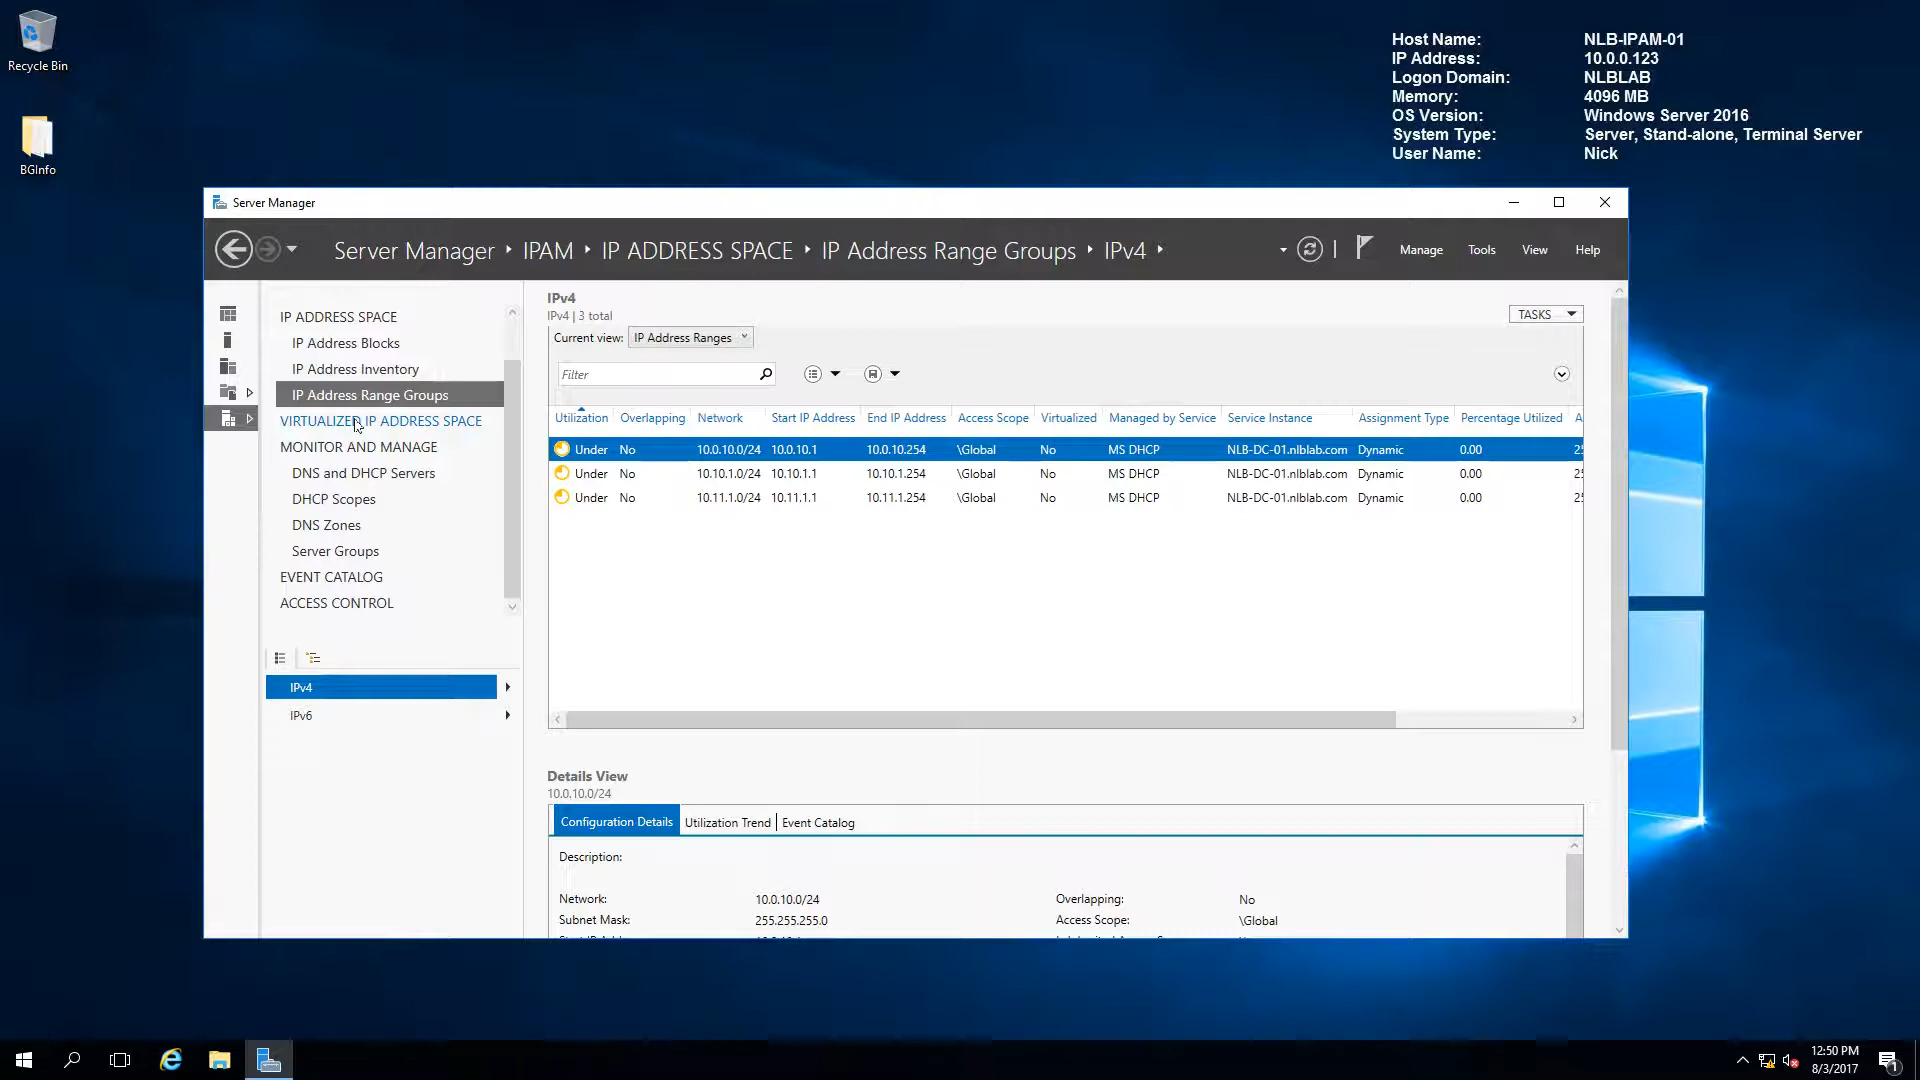 Recycle Bin
BGInfo
Host Name: NLB-IPAM-01
IP Address: 10.0.0.123
Logon Domain: NLBLAB
Memory: 4096 MB
OS Version: Windows Server 2016
System Type: Server, Stand-alone, Terminal Server
User Name: Nick
Server Manager
Server Manager IPAM IP ADDRESS SPACE IP Address Range Groups IPv4
Manage Tools View Help
IP ADDRESS SPACE
IP Address Blocks
IP Address Inventory
IP Address Range Groups
VIRTUALIZED IP ADDRESS SPACE
MONITOR AND MANAGE
DNS and DHCP Servers
DHCP Scopes
DNS Zones
Server Groups
EVENT CATALOG
ACCESS CONTROL
IPv4
IPv6
IPv4
IPv4 | 3 total
TASKS
Current view: IP Address Ranges
Filter
Utilization Overlapping Network Start IP Address End IP Address Access Scope Virtualized Managed by Service Service Instance Assignment Type Percentage Utilized A
Under No 10.0.10.0/24 10.0.10.1 10.0.10.254 \Global No MS DHCP NLB-DC-01.nlblab.com Dynamic 0.00
Under No 10.10.1.0/24 10.10.1.1 10.10.1.254 \Global No MS DHCP NLB-DC-01.nlblab.com Dynamic 0.00
Under No 10.11.1.0/24 10.11.1.1 10.11.1.254 \Global No MS DHCP NLB-DC-01.nlblab.com Dynamic 0.00
Details View
10.0.10.0/24
Configuration Details Utilization Trend Event Catalog
Description:
Network: 10.0.10.0/24 Overlapping: No
Subnet Mask: 255.255.255.0 Access Scope: \Global
12:50 PM
8/3/2017
1